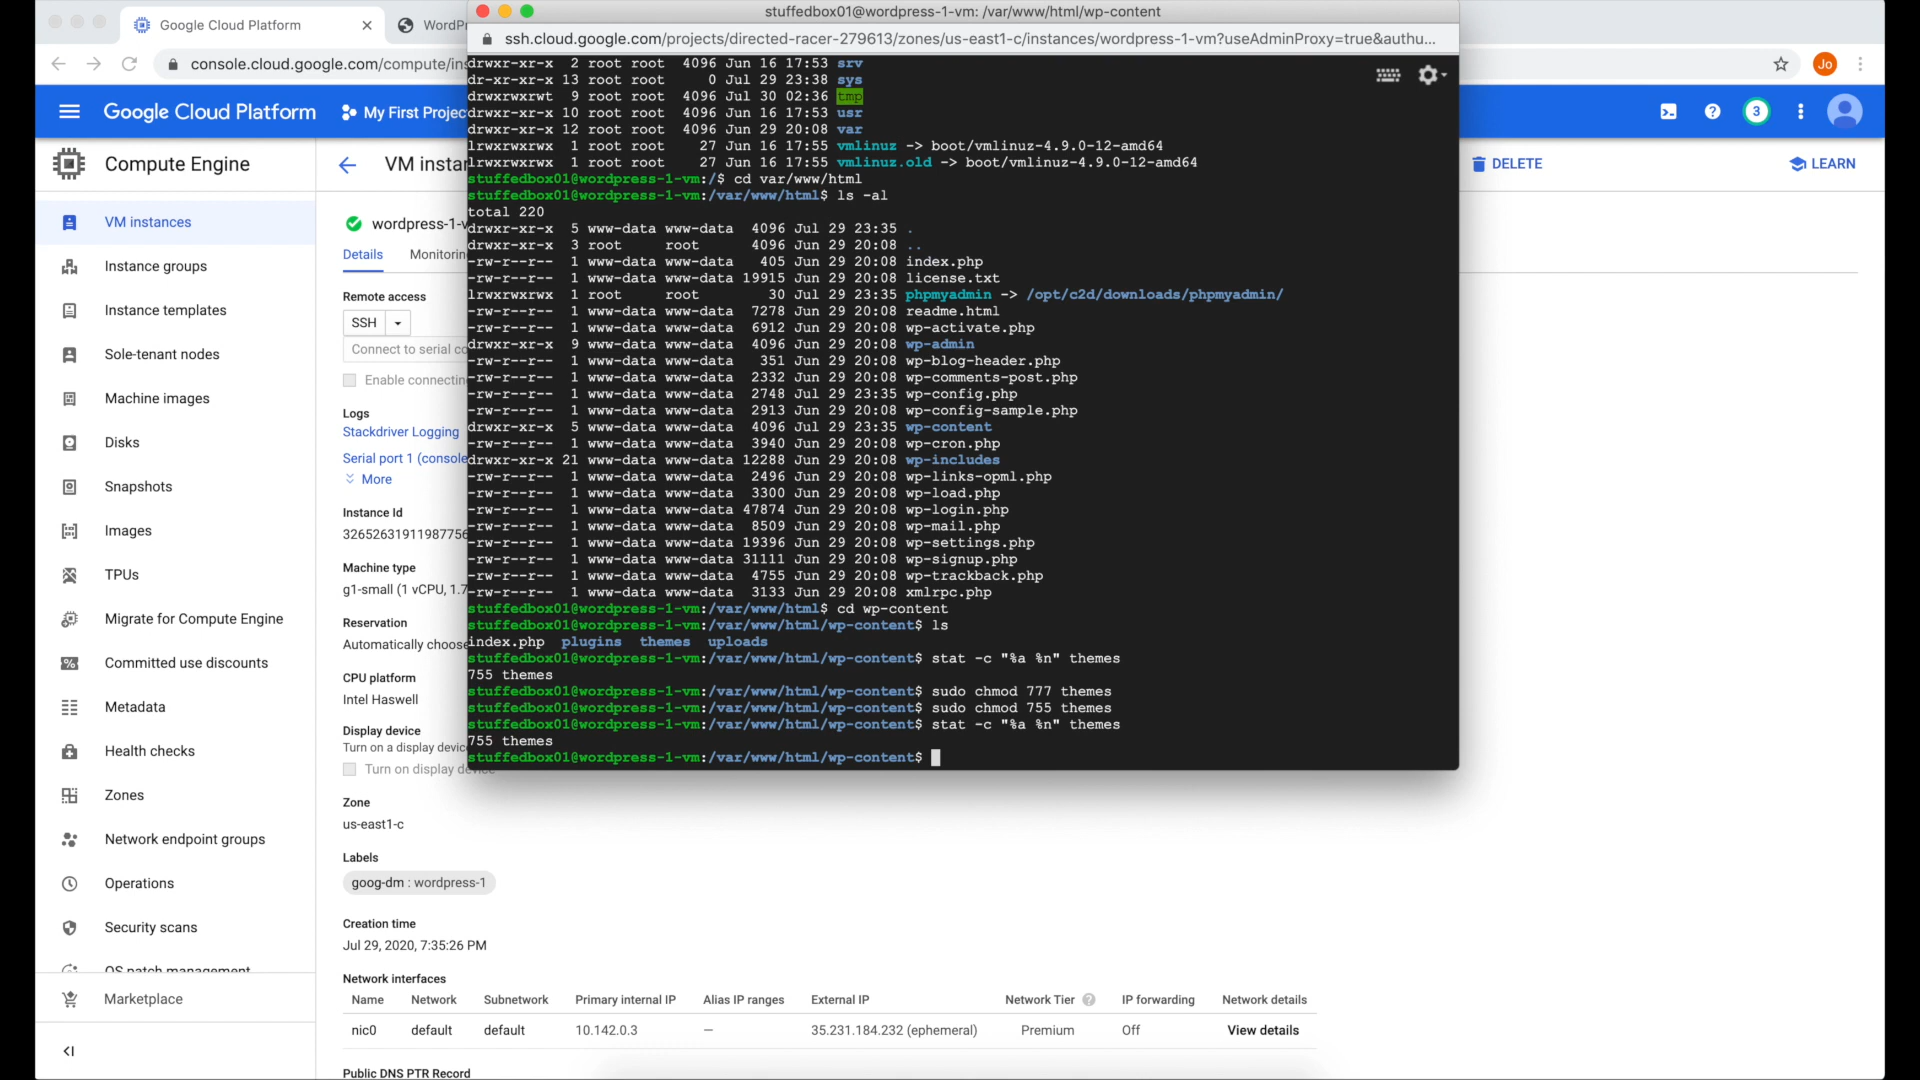 Google Cloud Platform
WordP
stuffedbox01@wordpress-1-vm: /var/www/html/wp-content
ssh.cloud.google.com/projects/directed-racer-279613/zones/us-east1-c/instances/wordpress-1-vm?useAdminProxy=true&authu...
console.cloud.google.com/compute/ins
Jo
Google Cloud Platform
My First Projec
3
Compute Engine
VM instan
DELETE
LEARN
VM instances
Instance groups
Instance templates
Sole-tenant nodes
Machine images
Disks
Snapshots
Images
TPUs
Migrate for Compute Engine
Committed use discounts
Metadata
Health checks
Zones
Network endpoint groups
Operations
Security scans
OS patch management
Marketplace
wordpress-1-v
Details Monitorin
Remote access
SSH
Connect to serial co
Enable connectin
Logs
Stackdriver Logging
Serial port 1 (console
More
Instance Id
32652631911987756
Machine type
g1-small (1 vCPU, 1.7
Reservation
Automatically choose
CPU platform
Intel Haswell
Display device
Turn on a display device
Turn on display device
Zone
us-east1-c
Labels
goog-dm : wordpress-1
Creation time
Jul 29, 2020, 7:35:26 PM
Network interfaces
Name Network Subnetwork Primary internal IP Alias IP ranges External IP Network Tier IP forwarding Network details
nic0 default default 10.142.0.3 — 35.231.184.232 (ephemeral) Premium Off View details
Public DNS PTR Record
drwxr-xr-x 2 root root 4096 Jun 16 17:53 srv
dr-xr-xr-x 13 root root 0 Jul 29 23:38 sys
drwxrwxrwt 9 root root 4096 Jul 30 02:36 tmp
drwxr-xr-x 10 root root 4096 Jun 16 17:53 usr
drwxr-xr-x 12 root root 4096 Jun 29 20:08 var
lrwxrwxrwx 1 root root 27 Jun 16 17:55 vmlinuz -> boot/vmlinuz-4.9.0-12-amd64
lrwxrwxrwx 1 root root 27 Jun 16 17:55 vmlinuz.old -> boot/vmlinuz-4.9.0-12-amd64
stuffedbox01@wordpress-1-vm:/$ cd var/www/html
stuffedbox01@wordpress-1-vm:/var/www/html$ ls -al
total 220
drwxr-xr-x 5 www-data www-data 4096 Jul 29 23:35 .
drwxr-xr-x 3 root root 4096 Jun 29 20:08 ..
-rw-r--r-- 1 www-data www-data 405 Jun 29 20:08 index.php
-rw-r--r-- 1 www-data www-data 19915 Jun 29 20:08 license.txt
lrwxrwxrwx 1 root root 30 Jul 29 23:35 phpmyadmin -> /opt/c2d/downloads/phpmyadmin/
-rw-r--r-- 1 www-data www-data 7278 Jun 29 20:08 readme.html
-rw-r--r-- 1 www-data www-data 6912 Jun 29 20:08 wp-activate.php
drwxr-xr-x 9 www-data www-data 4096 Jun 29 20:08 wp-admin
-rw-r--r-- 1 www-data www-data 351 Jun 29 20:08 wp-blog-header.php
-rw-r--r-- 1 www-data www-data 2332 Jun 29 20:08 wp-comments-post.php
-rw-r--r-- 1 www-data www-data 2748 Jul 29 23:35 wp-config.php
-rw-r--r-- 1 www-data www-data 2913 Jun 29 20:08 wp-config-sample.php
drwxr-xr-x 5 www-data www-data 4096 Jul 29 23:35 wp-content
-rw-r--r-- 1 www-data www-data 3940 Jun 29 20:08 wp-cron.php
drwxr-xr-x 21 www-data www-data 12288 Jun 29 20:08 wp-includes
-rw-r--r-- 1 www-data www-data 2496 Jun 29 20:08 wp-links-opml.php
-rw-r--r-- 1 www-data www-data 3300 Jun 29 20:08 wp-load.php
-rw-r--r-- 1 www-data www-data 47874 Jun 29 20:08 wp-login.php
-rw-r--r-- 1 www-data www-data 8509 Jun 29 20:08 wp-mail.php
-rw-r--r-- 1 www-data www-data 19396 Jun 29 20:08 wp-settings.php
-rw-r--r-- 1 www-data www-data 31111 Jun 29 20:08 wp-signup.php
-rw-r--r-- 1 www-data www-data 4755 Jun 29 20:08 wp-trackback.php
-rw-r--r-- 1 www-data www-data 3133 Jun 29 20:08 xmlrpc.php
stuffedbox01@wordpress-1-vm:/var/www/html$ cd wp-content
stuffedbox01@wordpress-1-vm:/var/www/html/wp-content$ ls
index.php plugins themes uploads
stuffedbox01@wordpress-1-vm:/var/www/html/wp-content$ stat -c "%a %n" themes
755 themes
stuffedbox01@wordpress-1-vm:/var/www/html/wp-content$ sudo chmod 777 themes
stuffedbox01@wordpress-1-vm:/var/www/html/wp-content$ sudo chmod 755 themes
stuffedbox01@wordpress-1-vm:/var/www/html/wp-content$ stat -c "%a %n" themes
755 themes
stuffedbox01@wordpress-1-vm:/var/www/html/wp-content$